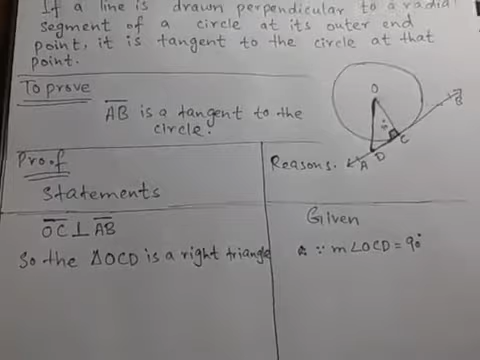 If a line is drawn perpendicular to a radial
segment of a circle at its outer end
point, it is tangent to the circle at that
point.
To prove
AB is a tangent to the
circle.
O
B
C
D
A
Proof
Reasons.
Statements
OC ⊥ AB
Given
So the ΔOCD is a right triangle
∵ m∠OCD = 90°